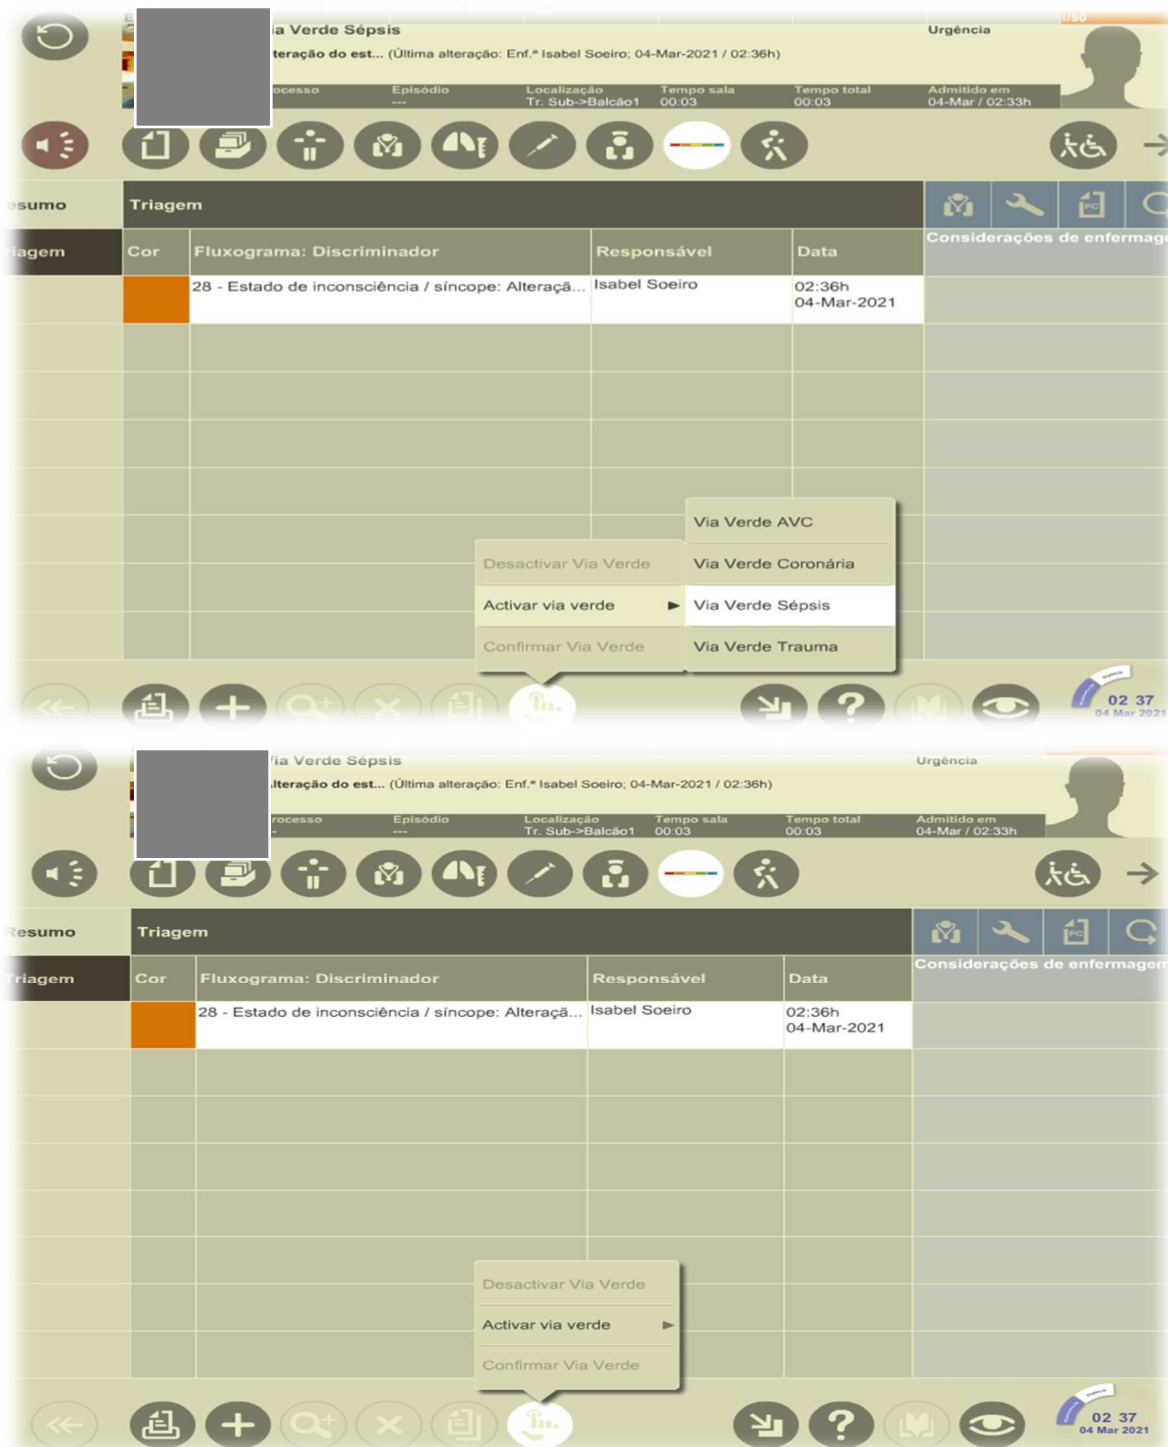 1/50
ia Verde Sépsis
Urgência
teração do est... (Última alteração: Enf.ª Isabel Soeiro; 04-Mar-2021 / 02:36h)
ocesso Episódio Localização Tempo sala Tempo total Admitido em
--- Tr. Sub->Balcão1 00:03 00:03 04-Mar / 02:33h
esumo Triagem
PC
riagem Cor Fluxograma: Discriminador Responsável Data Considerações de enfermage
28 - Estado de inconsciência / síncope: Alteraçã... Isabel Soeiro 02:36h
04-Mar-2021
Via Verde AVC
Desactivar Via Verde Via Verde Coronária
Activar via verde Via Verde Sépsis
Confirmar Via Verde Via Verde Trauma
02 37
04 Mar 2021
ia Verde Sépsis
Urgência
lteração do est... (Última alteração: Enf.ª Isabel Soeiro; 04-Mar-2021 / 02:36h)
rocesso Episódio Localização Tempo sala Tempo total Admitido em
- --- Tr. Sub->Balcão1 00:03 00:03 04-Mar / 02:33h
Resumo Triagem
PC
Triagem Cor Fluxograma: Discriminador Responsável Data Considerações de enfermagem
28 - Estado de inconsciência / síncope: Alteraçã... Isabel Soeiro 02:36h
04-Mar-2021
Desactivar Via Verde
Activar via verde
Confirmar Via Verde
02 37
04 Mar 2021